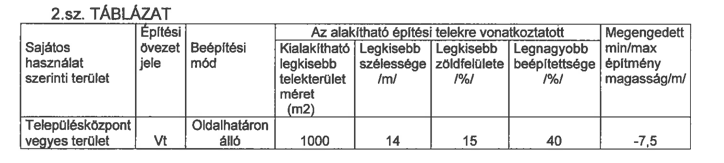 2.sz. TÁBLÁZAT
Sajátos
használat
szerinti terület
Építési
övezet
jele
Beépítési
mód
Az alakítható építési telekre vonatkoztatott
Kialakítható
legkisebb
telekterület
méret
(m2)
Legkisebb
szélessége
/m/
Legkisebb
zöldfelülete
/%/
Legnagyobb
beépítettsége
/%/
Megengedett
min/max
építmény
magasság/m/
Településközpont
vegyes terület
Vt
Oldalhatáron
álló
1000
14
15
40
-7,5